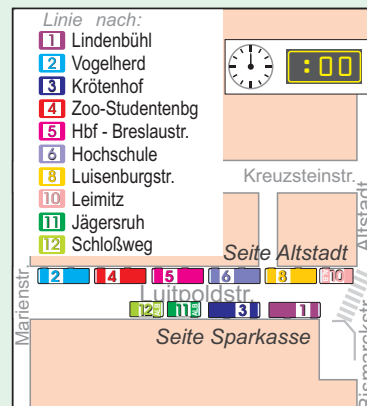 Linie nach:
1 Lindenbühl
2 Vogelherd
3 Krötenhof
4 Zoo-Studentenbg
5 Hbf - Breslaustr.
6 Hochschule
8 Luisenburgstr.
10 Leimitz
11 Jägersruh
12 Schloßweg
:00
Kreuzsteinstr.
Altstadt
Seite Altstadt
Marienstr.
2 4 5 6 8 10
Luitpoldstr.
12 11 3 1
Seite Sparkasse
Bismarckstr.